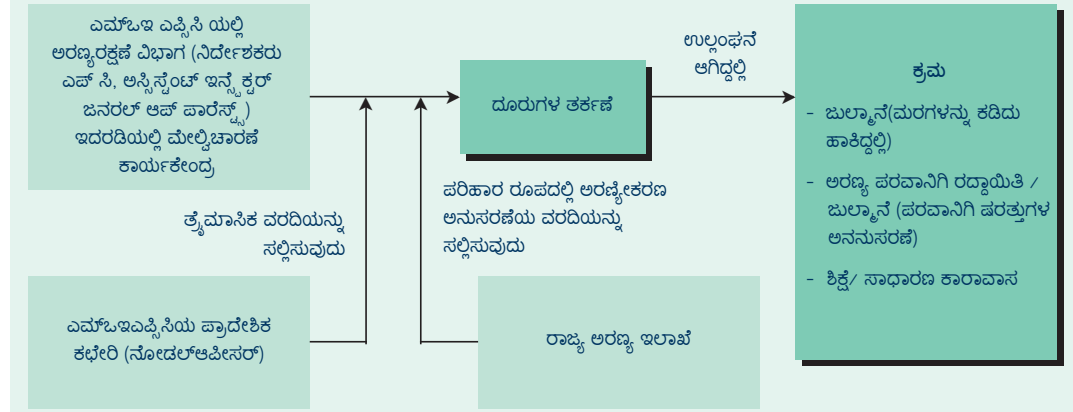 ಎಮ್ಒಇ ಎಫ್ಸಿಸಿ ಯಲ್ಲಿ
ಅರಣ್ಯರಕ್ಷಣೆ ವಿಭಾಗ (ನಿರ್ದೇಶಕರು
ಎಫ್ ಸಿ, ಅಸ್ಸಿಸ್ಟೆಂಟ್ ಇನ್ಸ್ಪೆಕ್ಟರ್
ಜನರಲ್ ಆಫ್ ಫಾರೆಸ್ಟ್ಸ್)
ಇದರಡಿಯಲ್ಲಿ ಮೇಲ್ವಿಚಾರಣೆ
ಕಾರ್ಯಕೇಂದ್ರ
ದೂರುಗಳ ತರ್ಕಣೆ
ಉಲ್ಲಂಘನೆ
ಆಗಿದ್ದಲ್ಲಿ
ಕ್ರಮ
- ಜುಲ್ಮಾನೆ(ಮರಗಳನ್ನು ಕಡಿದು
ಹಾಕಿದ್ದಲ್ಲಿ)
- ಅರಣ್ಯ ಪರವಾನಿಗಿ ರದ್ದಾಯಿತಿ /
ಜುಲ್ಮಾನೆ (ಪರವಾನಿಗಿ ಷರತ್ತುಗಳ
ಅನನುಸರಣೆ)
- ಶಿಕ್ಷೆ/ ಸಾಧಾರಣ ಕಾರಾವಾಸ
ತ್ರೈಮಾಸಿಕ ವರದಿಯನ್ನು
ಸಲ್ಲಿಸುವುದು
ಪರಿಹಾರ ರೂಪದಲ್ಲಿ ಅರಣ್ಯೀಕರಣ
ಅನುಸರಣೆಯ ವರದಿಯನ್ನು
ಸಲ್ಲಿಸುವುದು
ಎಮ್ಒಇಎಫ್ಸಿಸಿಯ ಪ್ರಾದೇಶಿಕ
ಕಛೇರಿ (ನೋಡಲ್ಆಫೀಸರ್)
ರಾಜ್ಯ ಅರಣ್ಯ ಇಲಾಖೆ